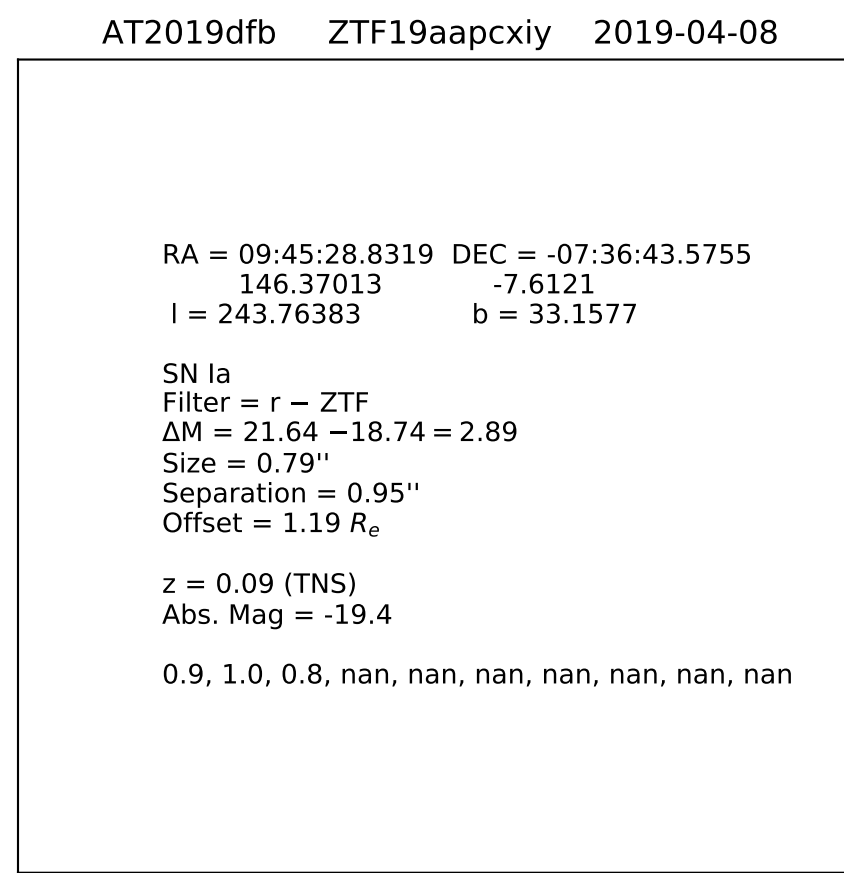 AT2019dfb ZTF19aapcxiy 2019-04-08
RA = 09:45:28.8319 DEC = -07:36:43.5755
146.37013 -7.6121
l = 243.76383 b = 33.1577
SN Ia
Filter = r − ZTF
ΔM = 21.64 −18.74 = 2.89
Size = 0.79''
Separation = 0.95''
Offset = 1.19 Re
z = 0.09 (TNS)
Abs. Mag = -19.4
0.9, 1.0, 0.8, nan, nan, nan, nan, nan, nan, nan